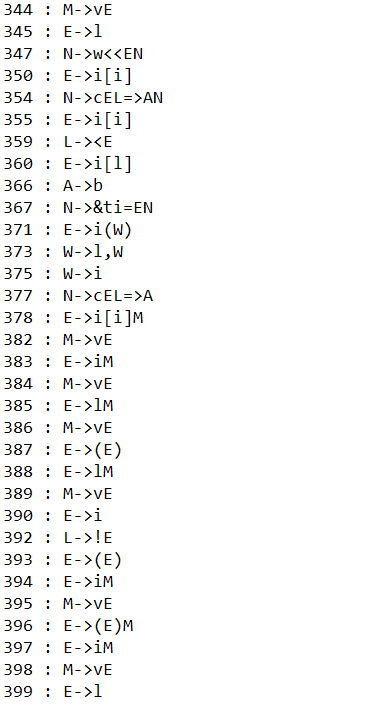 344 : M->vE
345 : E->l
347 : N->w<<EN
350 : E->i[i]
354 : N->cEL=>AN
355 : E->i[i]
359 : L-><E
360 : E->i[l]
366 : A->b
367 : N->&ti=EN
371 : E->i(W)
373 : W->l,W
375 : W->i
377 : N->cEL=>A
378 : E->i[i]M
382 : M->vE
383 : E->iM
384 : M->vE
385 : E->lM
386 : M->vE
387 : E->(E)
388 : E->lM
389 : M->vE
390 : E->i
392 : L->!E
393 : E->(E)
394 : E->iM
395 : M->vE
396 : E->(E)M
397 : E->iM
398 : M->vE
399 : E->l